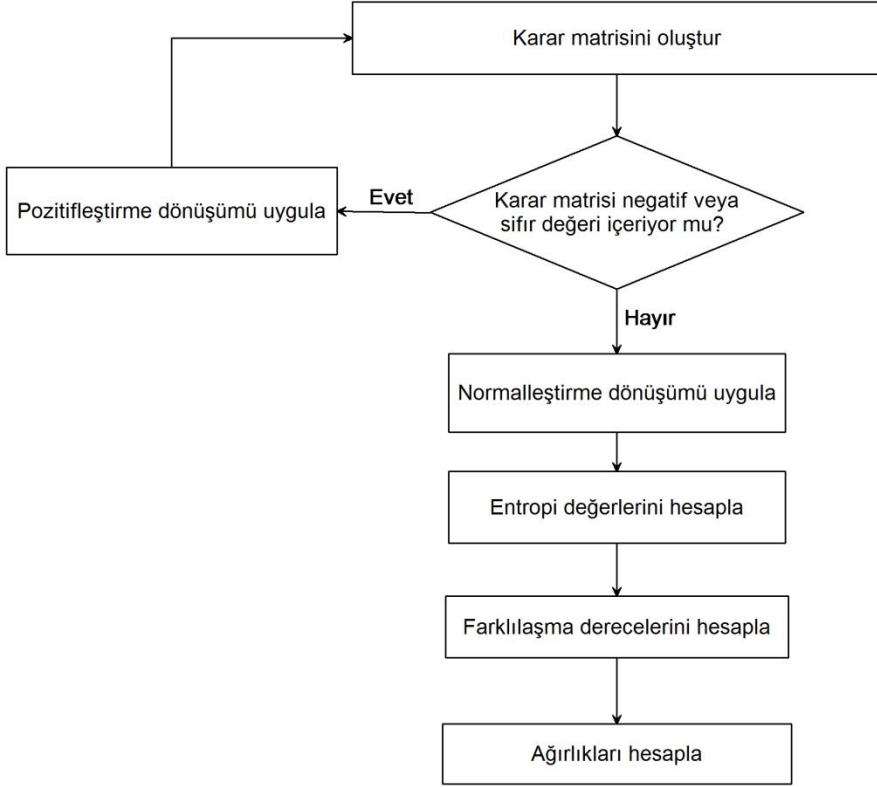 Karar matrisini oluştur
Evet
Pozitifleştirme dönüşümü uygula
Karar matrisi negatif veya
sifır değeri içeriyor mu?
Hayır
Normalleştirme dönüşümü uygula
Entropi değerlerini hesapla
Farklılaşma derecelerini hesapla
Ağırlıkları hesapla